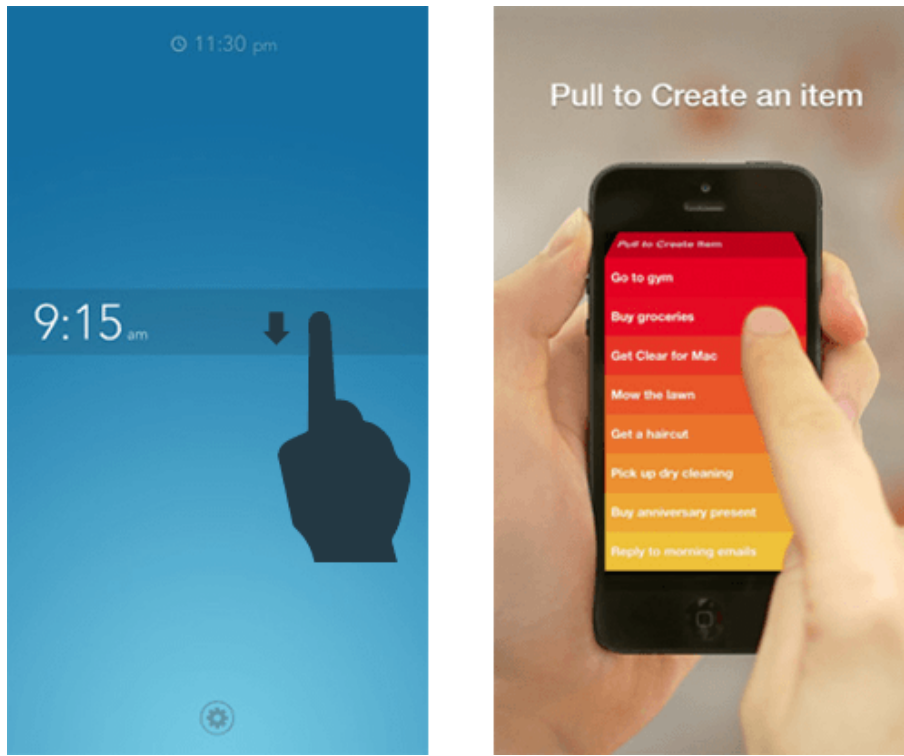 11:30 pm
9:15 am
Pull to Create an item
Pull to Create Item
Go to gym
Buy groceries
Get Clear for Mac
Mow the lawn
Get a haircut
Pick up dry cleaning
Buy anniversary present
Reply to morning emails